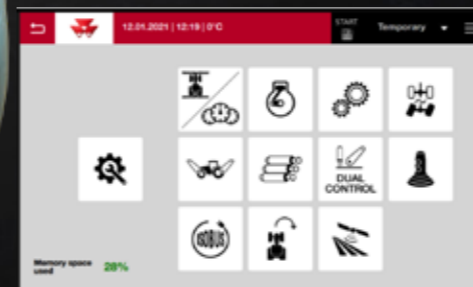 12.01.2021 | 12:19 | 0°C
START
Temporary
DUAL
CONTROL
ISOBUS
Memory space
used
28%